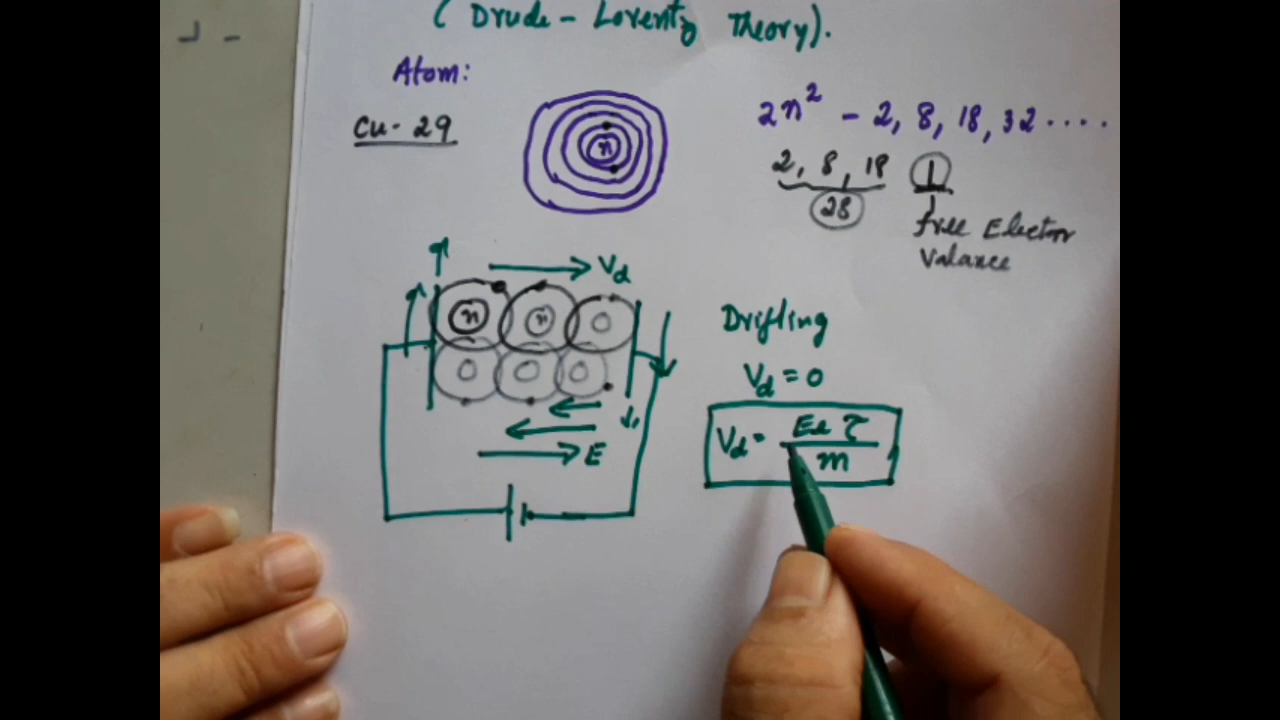 ( Drude - Lorentz Theory).
Atom:
Cu- 29
n
2n² - 2, 8, 18, 32 ....
2, 8, 18 1
28
free Electron
Valance
Vd
n n
Drifting
Vd = 0
Vd = Ee τ / m
E